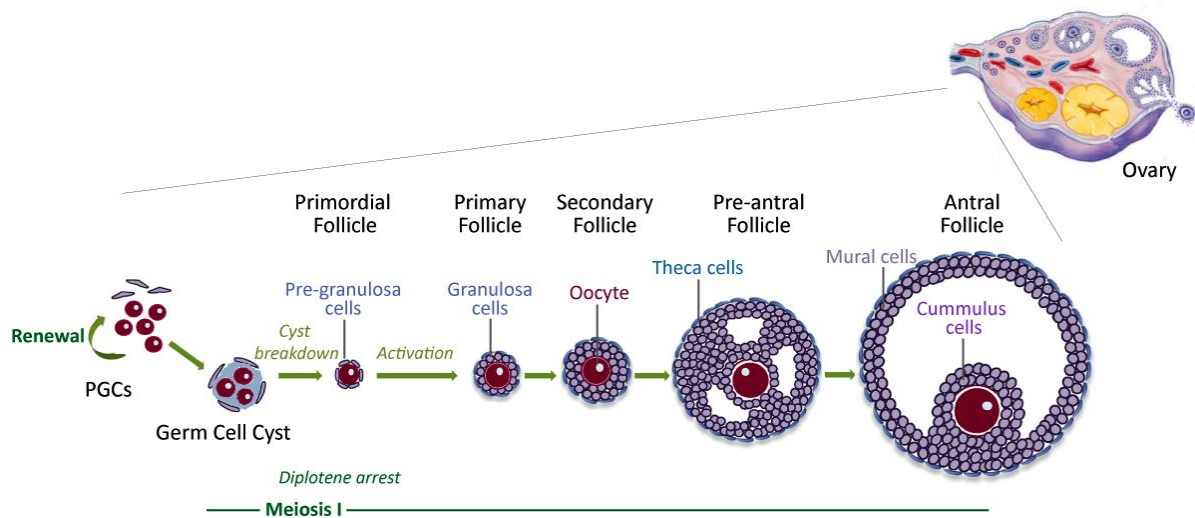 Ovary
Primordial
Follicle
Primary
Follicle
Secondary
Follicle
Pre-antral
Follicle
Antral
Follicle
Pre-granulosa
cells
Granulosa
cells
Oocyte
Theca cells
Mural cells
Cummulus
cells
Renewal
PGCs
Germ Cell Cyst
Cyst
breakdown
Activation
Diplotene arrest
Meiosis I